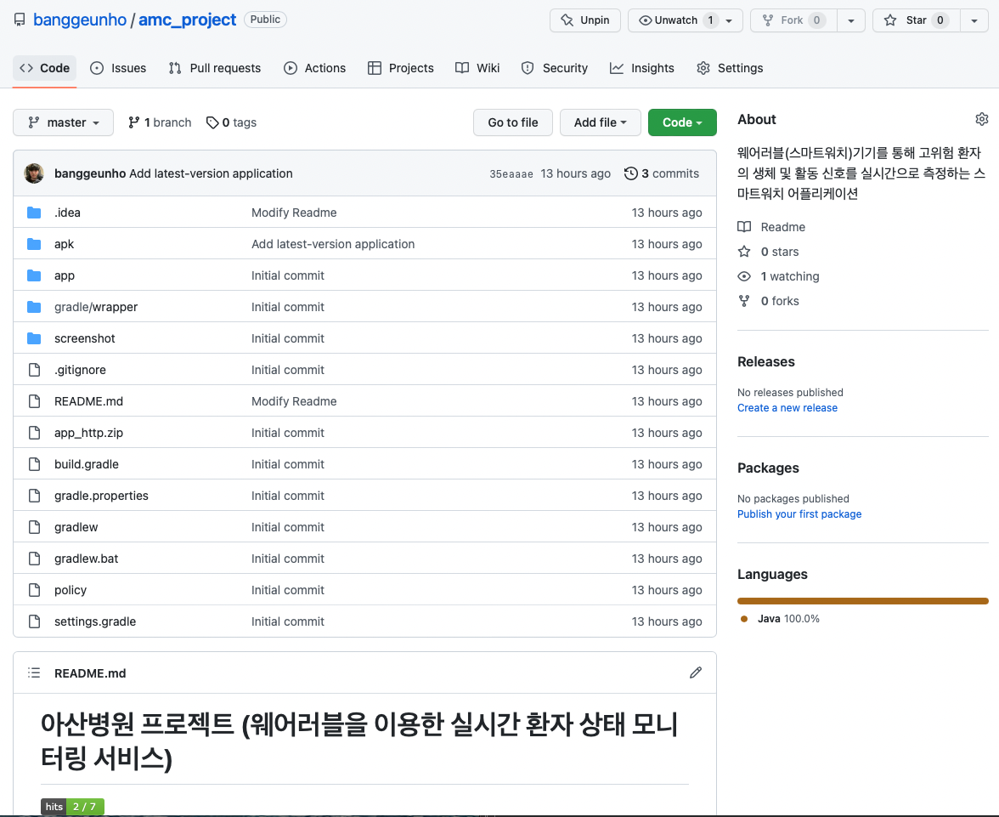 banggeunho / amc_project Public Unpin Unwatch 1 Fork 0 Star 0
Code Issues Pull requests Actions Projects Wiki Security Insights Settings
master 1 branch 0 tags Go to file Add file Code
banggeunho Add latest-version application 35eaaae 13 hours ago 3 commits
.idea Modify Readme 13 hours ago
apk Add latest-version application 13 hours ago
app Initial commit 13 hours ago
gradle/wrapper Initial commit 13 hours ago
screenshot Initial commit 13 hours ago
.gitignore Initial commit 13 hours ago
README.md Modify Readme 13 hours ago
app_http.zip Initial commit 13 hours ago
build.gradle Initial commit 13 hours ago
gradle.properties Initial commit 13 hours ago
gradlew Initial commit 13 hours ago
gradlew.bat Initial commit 13 hours ago
policy Initial commit 13 hours ago
settings.gradle Initial commit 13 hours ago
README.md
아산병원 프로젝트 (웨어러블을 이용한 실시간 환자 상태 모니
터링 서비스)
hits 2 / 7
About
웨어러블(스마트워치)기기를 통해 고위험 환자
의 생체 및 활동 신호를 실시간으로 측정하는 스
마트워치 어플리케이션
Readme
0 stars
1 watching
0 forks
Releases
No releases published
Create a new release
Packages
No packages published
Publish your first package
Languages
Java 100.0%